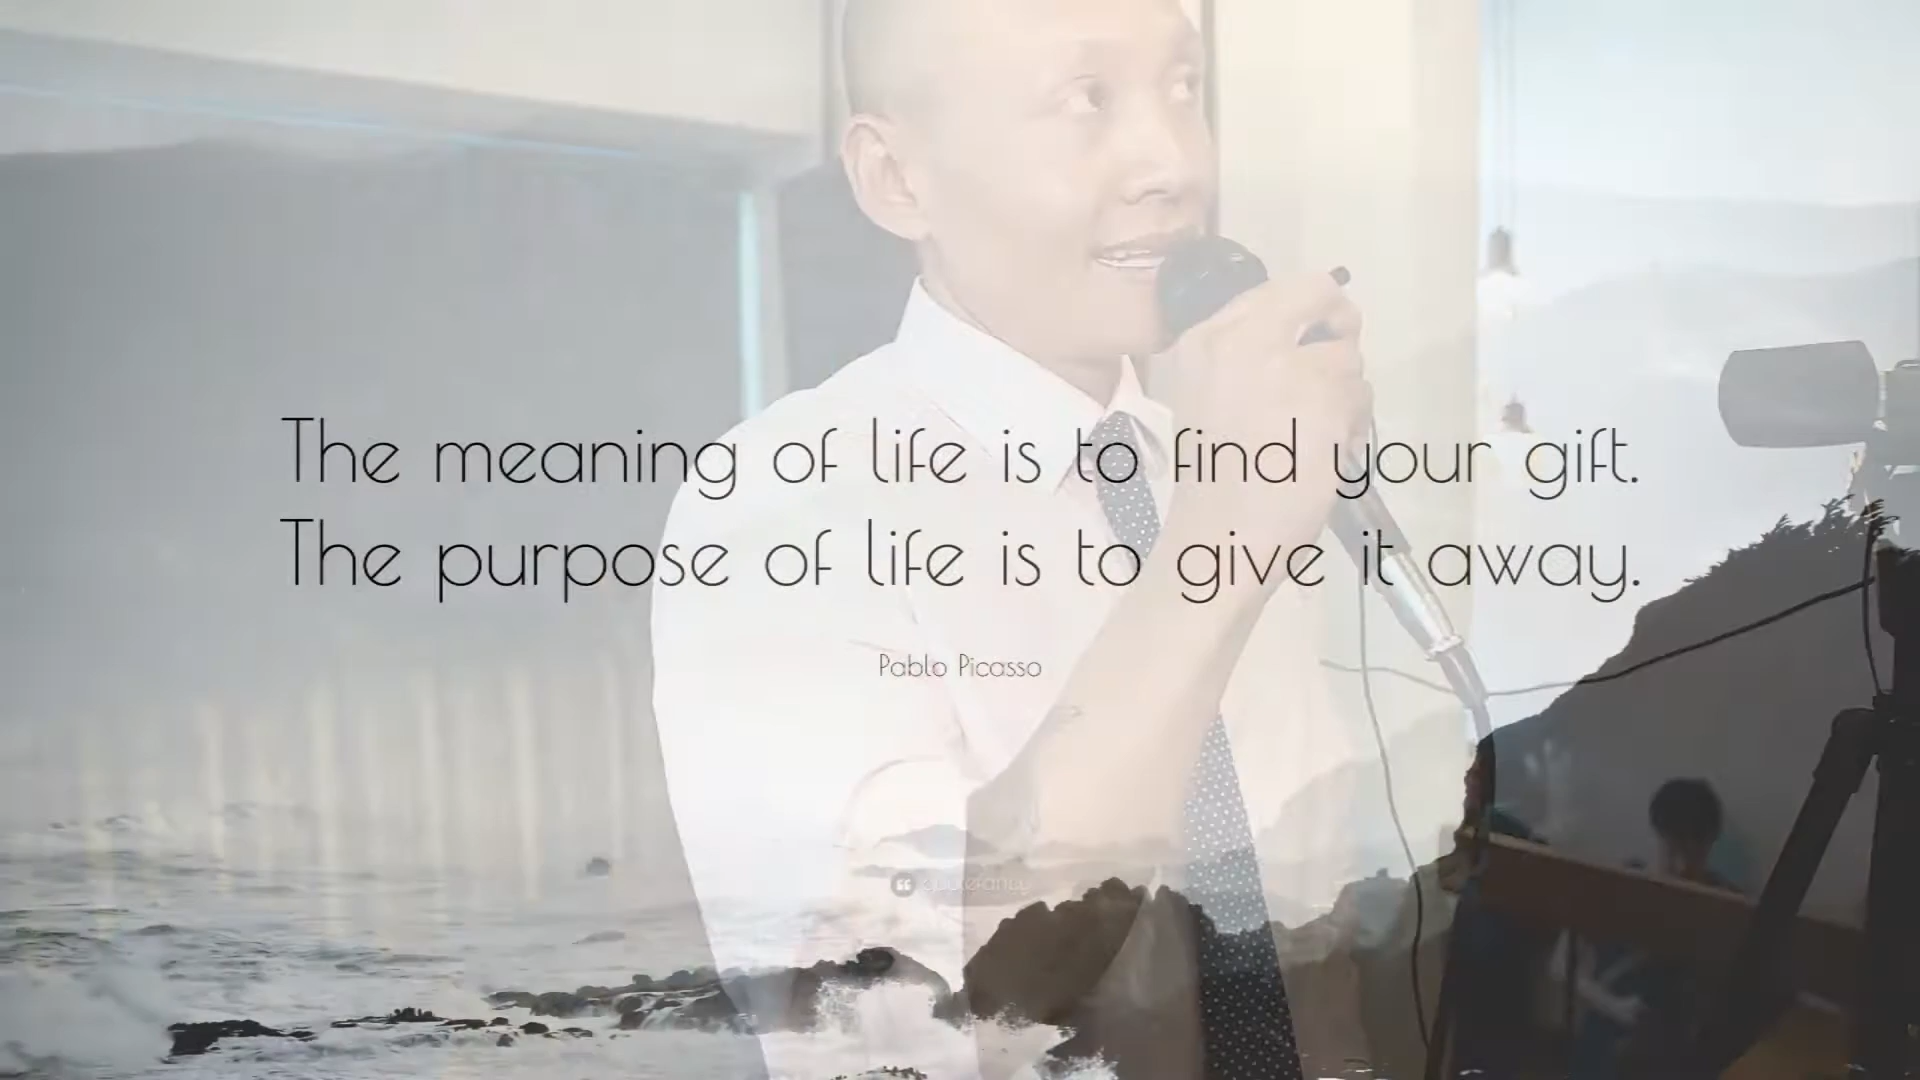 The meaning of life is to find your gift.
The purpose of life is to give it away.
Pablo Picasso
quotefancy